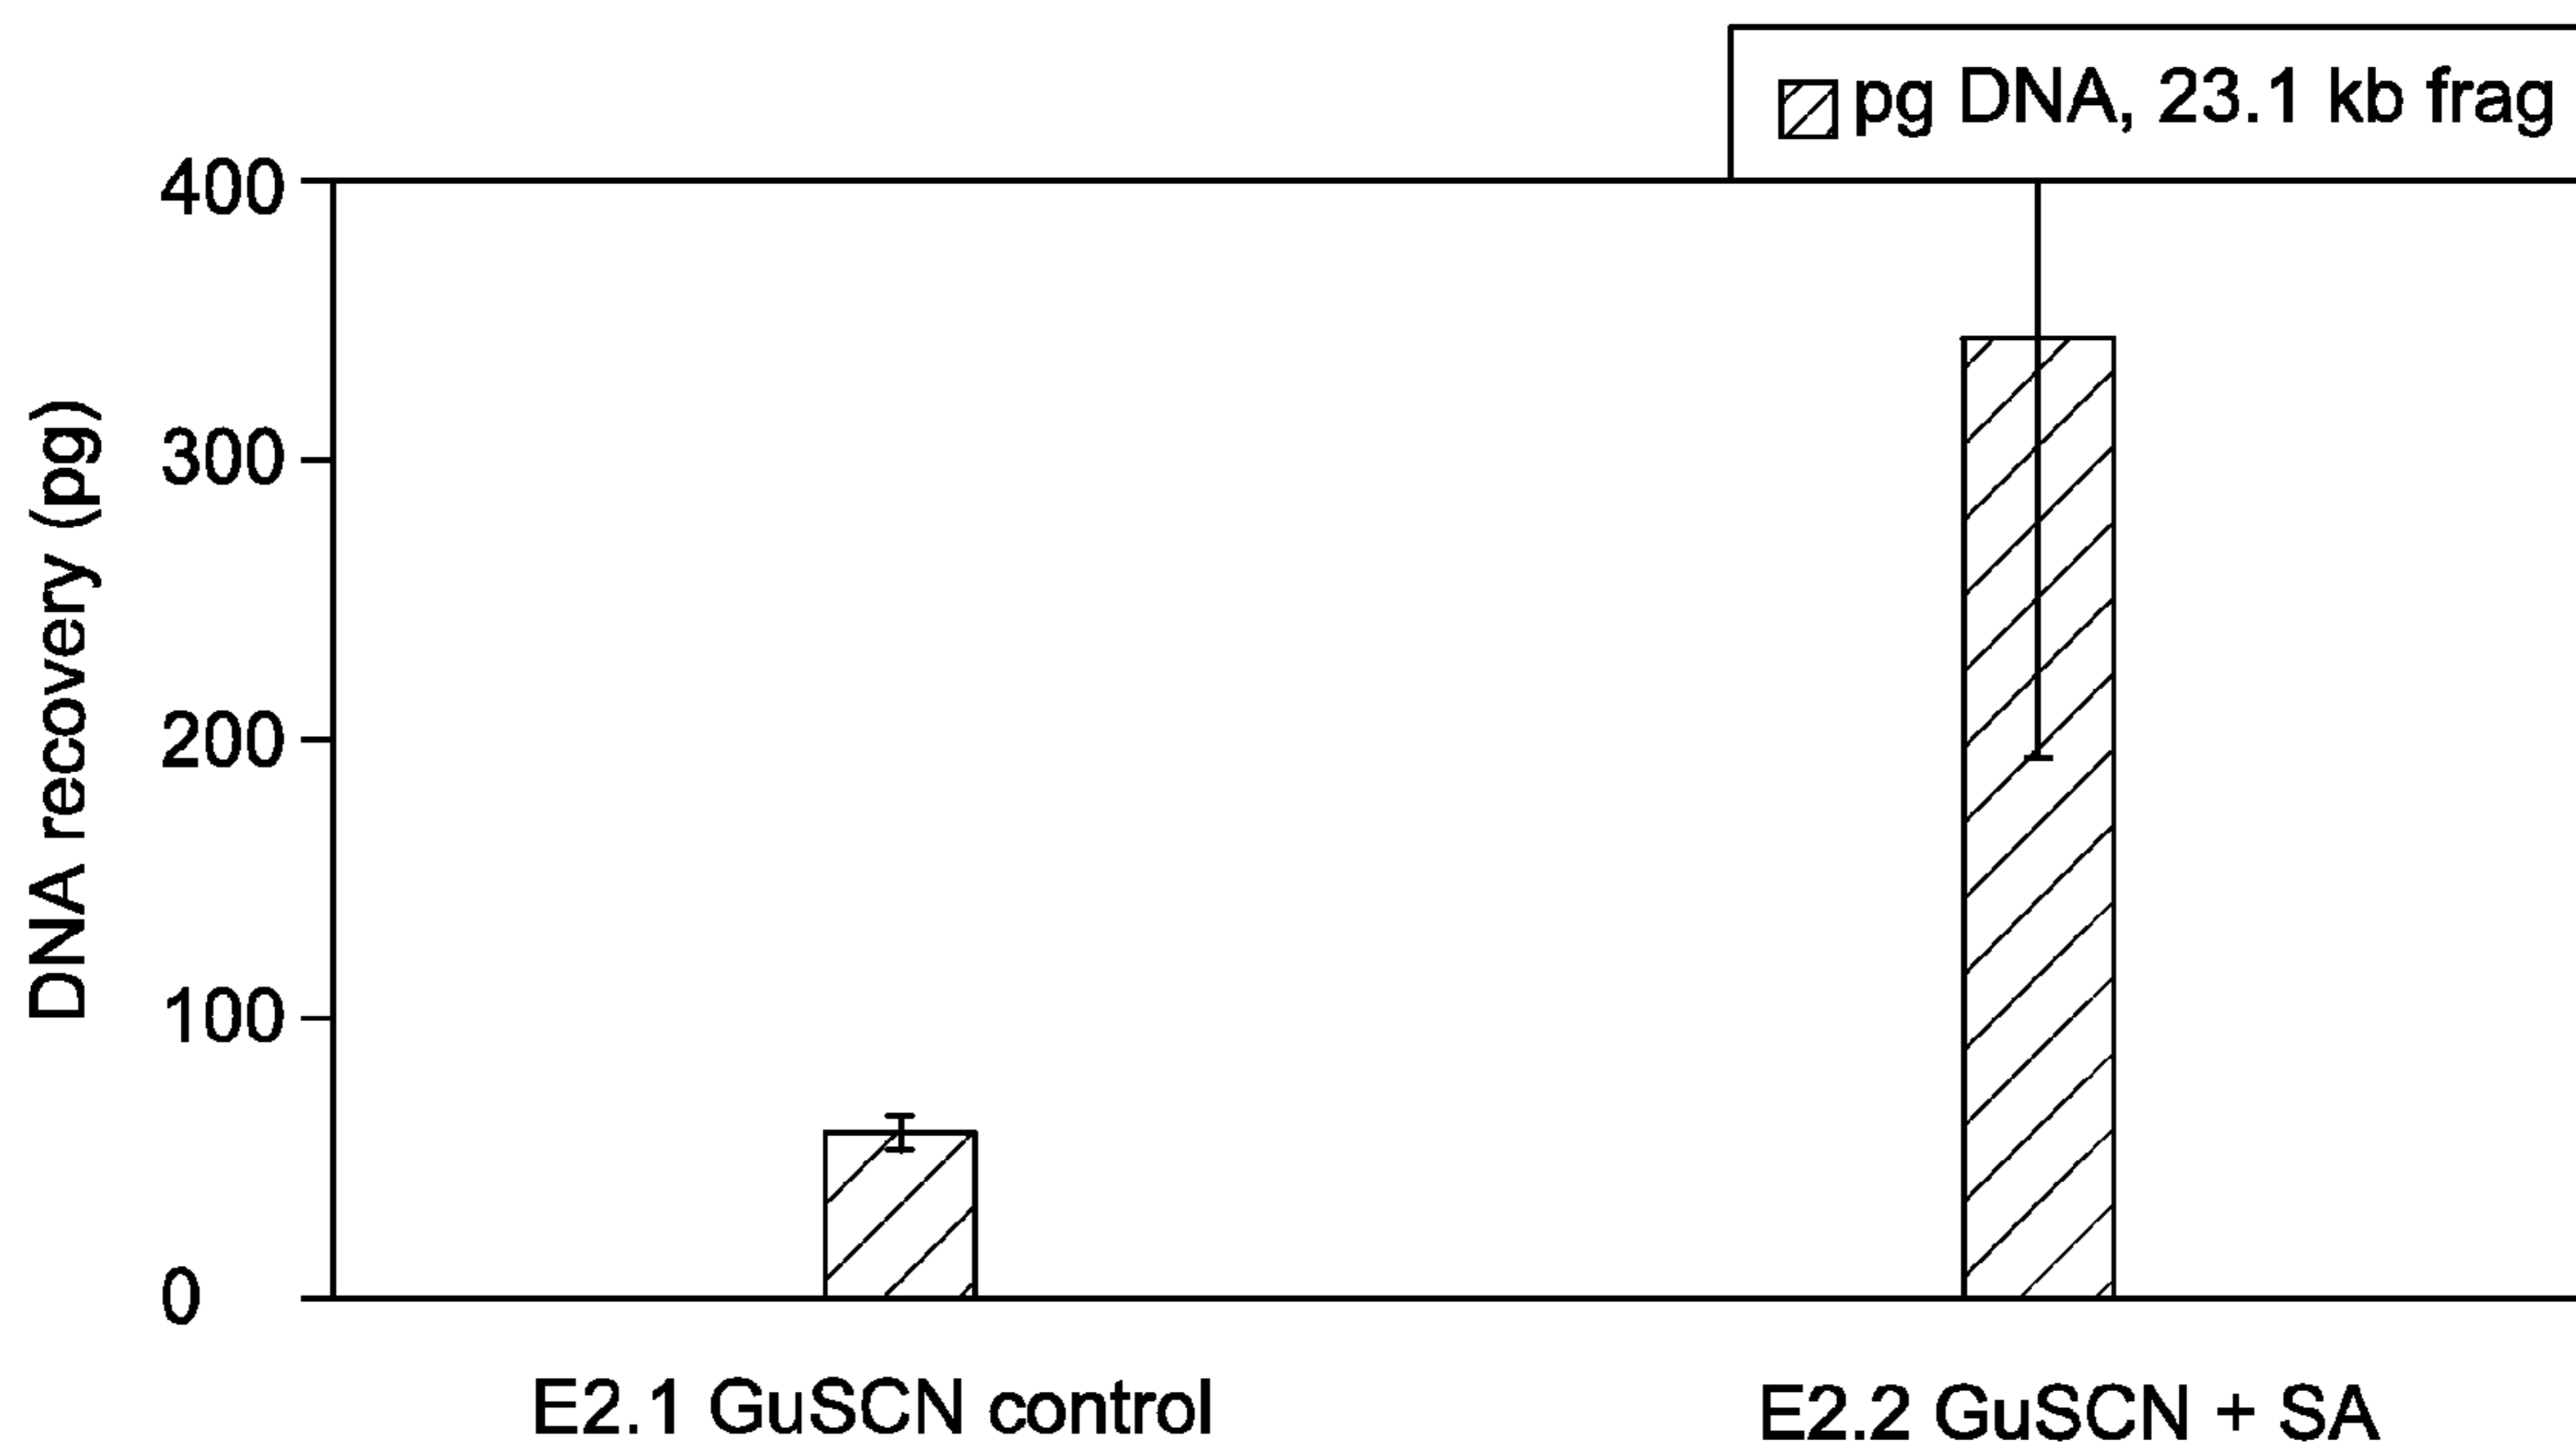 pg DNA, 23.1 kb frag
400
300
200
100
0
DNA recovery (pg)
E2.1 GuSCN control
E2.2 GuSCN + SA